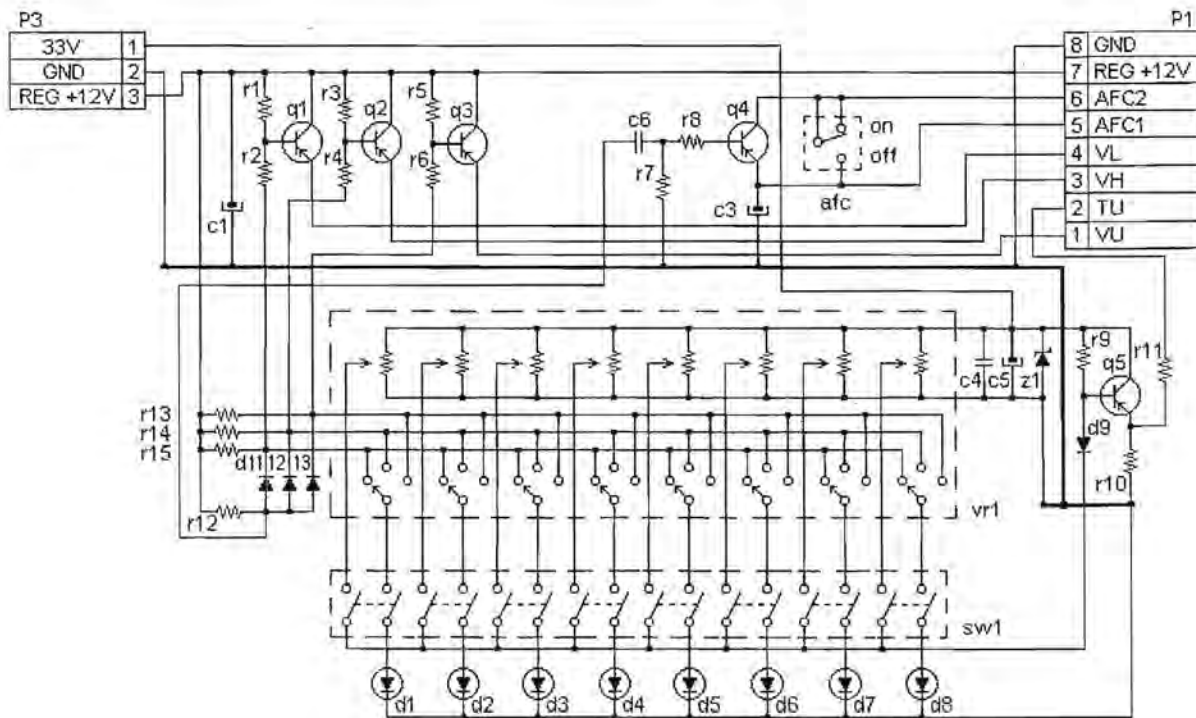 P3
33V 1
GND 2
REG +12V 3
P1
8 GND
7 REG +12V
6 AFC2
5 AFC1
4 VL
3 VH
2 TU
1 VU
r1
r3
r5
q1
q2
q3
r2
r4
r6
c1
c6
r8
q4
r7
c3
on
off
afc
r9
r11
q5
c4
c5
z1
d9
r10
r13
r14
r15
d11
12
13
r12
vr1
sw1
d1
d2
d3
d4
d5
d6
d7
d8